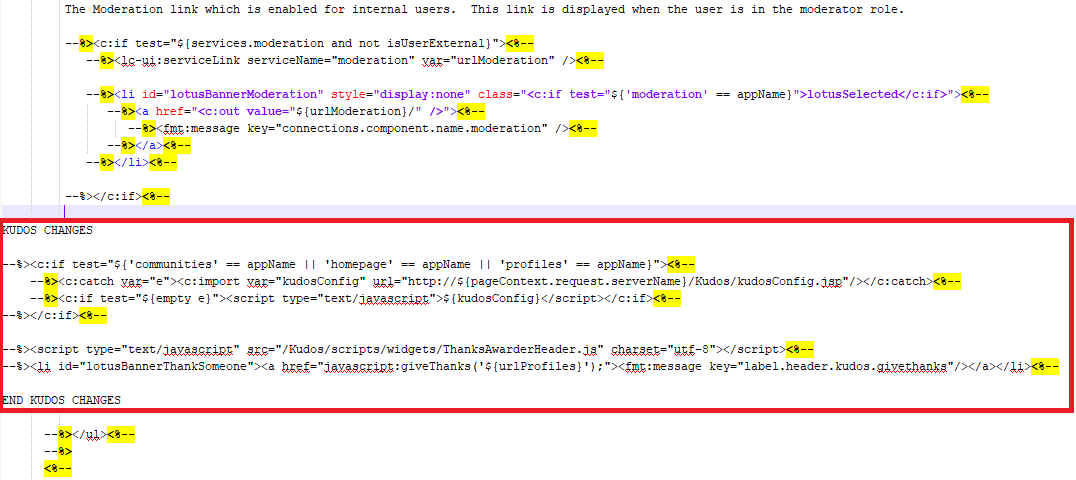 The Moderation link which is enabled for internal users.  This link is displayed when the user is in the moderator role.
--%><c:if test="${services.moderation and not isUserExternal}"><%--
--%><lc-ui:serviceLink serviceName="moderation" var="urlModeration" /><%--
--%><li id="lotusBannerModeration" style="display:none" class="<c:if test="${'moderation' == appName}">lotusSelected</c:if>"><%--
--%><a href="<c:out value="${urlModeration}/" />"><%--
--%><fmt:message key="connections.component.name.moderation" /><%--
--%></a><%--
--%></li><%--
--%></c:if><%--
KUDOS CHANGES
--%><c:if test="${'communities' == appName || 'homepage' == appName || 'profiles' == appName}"><%--
--%><c:catch var="e"><c:import var="kudosConfig" url="http://${pageContext.request.serverName}/Kudos/kudosConfig.jsp"/></c:catch><%--
--%><c:if test="${empty e}"><script type="text/javascript">${kudosConfig}</script></c:if><%--
--%></c:if><%--
--%><script type="text/javascript" src="/Kudos/scripts/widgets/ThanksAwarderHeader.js" charset="utf-8"></script><%--
--%><li id="lotusBannerThankSomeone"><a href="javascript:giveThanks('${urlProfiles}');"><fmt:message key="label.header.kudos.givethanks"/></a></li><%--
END KUDOS CHANGES
--%></ul><%--
--%>
<%--